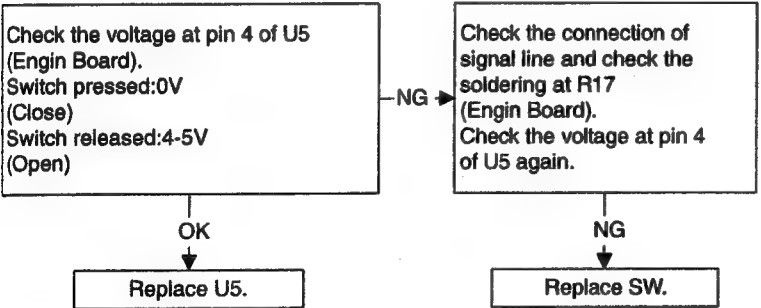 Check the voltage at pin 4 of U5
(Engin Board).
Switch pressed:0V
(Close)
Switch released:4-5V
(Open)
NG
Check the connection of
signal line and check the
soldering at R17
(Engin Board).
Check the voltage at pin 4
of U5 again.
OK
NG
Replace U5.
Replace SW.